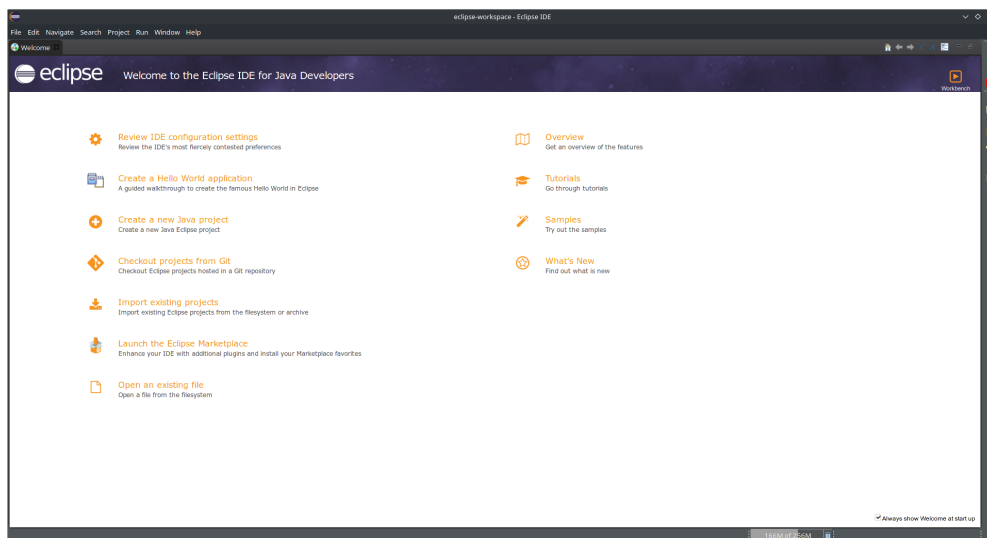 eclipse-workspace - Eclipse IDE
File Edit Navigate Search Project Run Window Help
Welcome
eclipse Welcome to the Eclipse IDE for Java Developers
Workbench
Review IDE configuration settings
Review the IDE's most fiercely contested preferences
Create a Hello World application
A guided walkthrough to create the famous Hello World in Eclipse
Create a new Java project
Create a new Java Eclipse project
Checkout projects from Git
Checkout Eclipse projects hosted in a Git repository
Import existing projects
Import existing Eclipse projects from the filesystem or archive
Launch the Eclipse Marketplace
Enhance your IDE with additional plugins and install your Marketplace favorites
Open an existing file
Open a file from the filesystem
Overview
Get an overview of the features
Tutorials
Go through tutorials
Samples
Try out the samples
What's New
Find out what is new
Always show Welcome at start up
166M of 256M